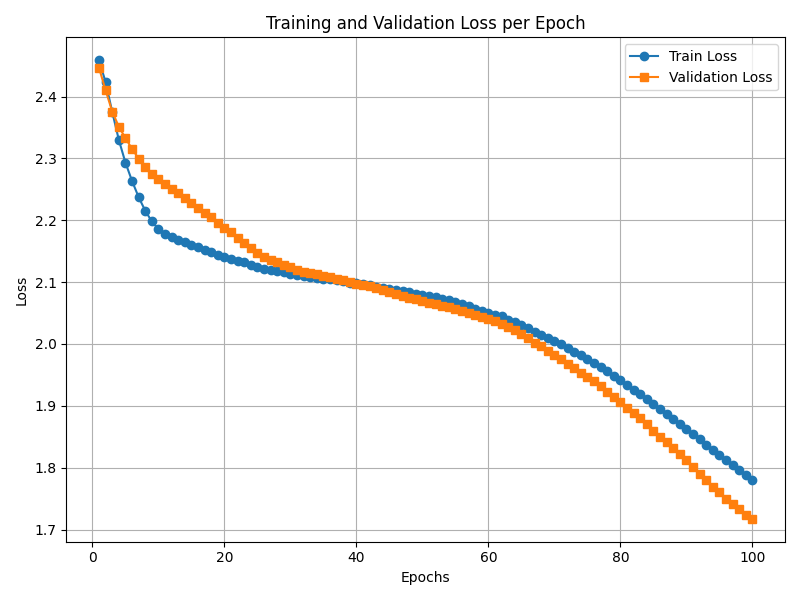 Training and Validation Loss per Epoch
Train Loss
Validation Loss
Loss
2.4
2.3
2.2
2.1
2.0
1.9
1.8
1.7
0 20 40 60 80 100
Epochs